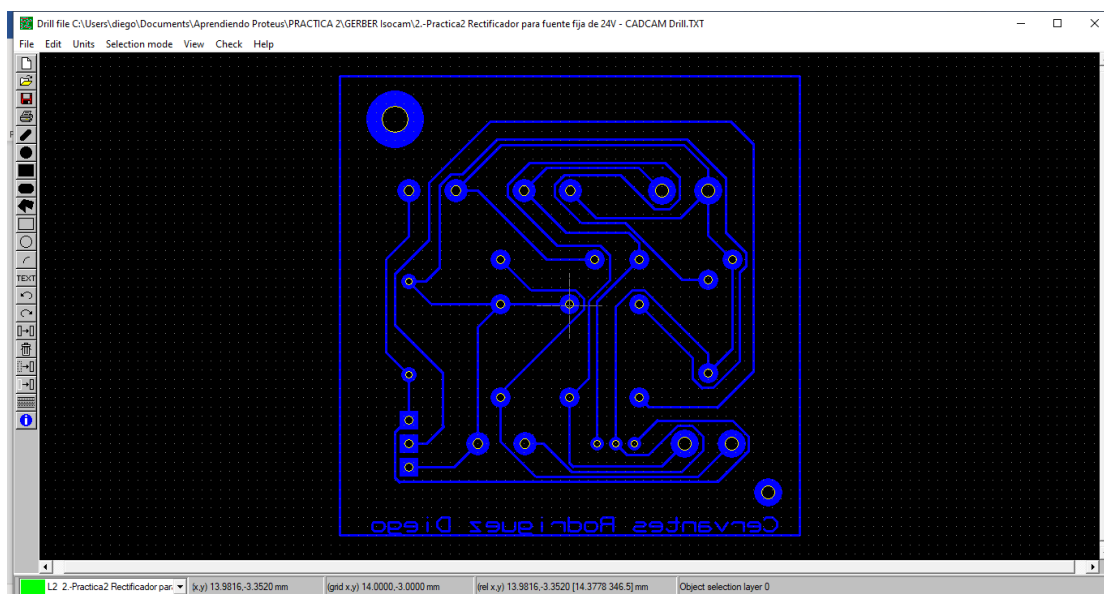 Drill file C:\Users\diego\Documents\Aprendiendo Proteus\PRACTICA 2\GERBER Isocam\2.-Practica2 Rectificador para fuente fija de 24V - CADCAM Drill.TXT
File Edit Units Selection mode View Check Help
TEXT
Cervantes Rodriguez Diego
L2 2.-Practica2 Rectificador par
(x,y) 13.9816,-3.3520 mm
(grid x,y) 14.0000,-3.0000 mm
(rel x,y) 13.9816,-3.3520 [14.3778 346.5] mm
Object selection layer 0